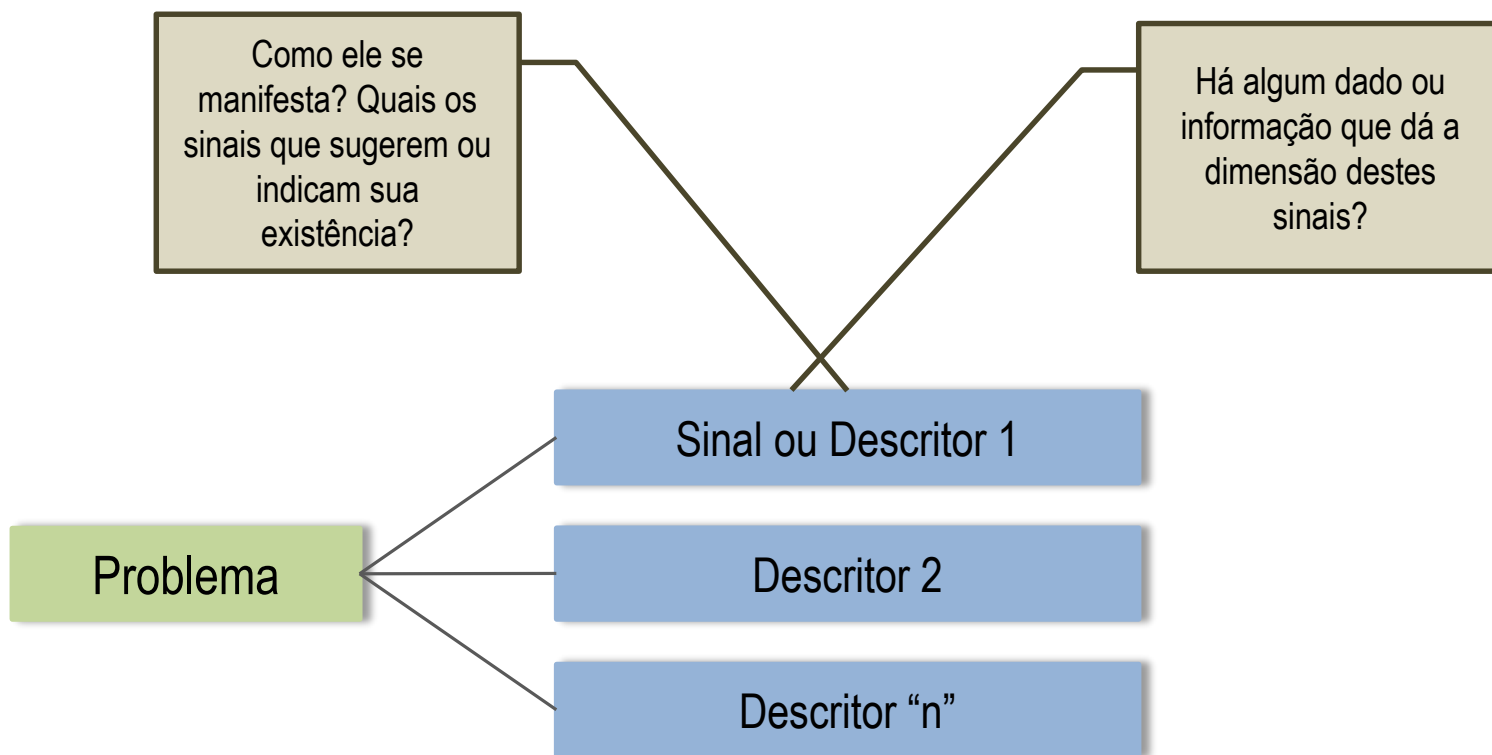 Como ele se
manifesta? Quais os
sinais que sugerem ou
indicam sua
existência?
Há algum dado ou
informação que dá a
dimensão destes
sinais?
Sinal ou Descritor 1
Problema
Descritor 2
Descritor “n”